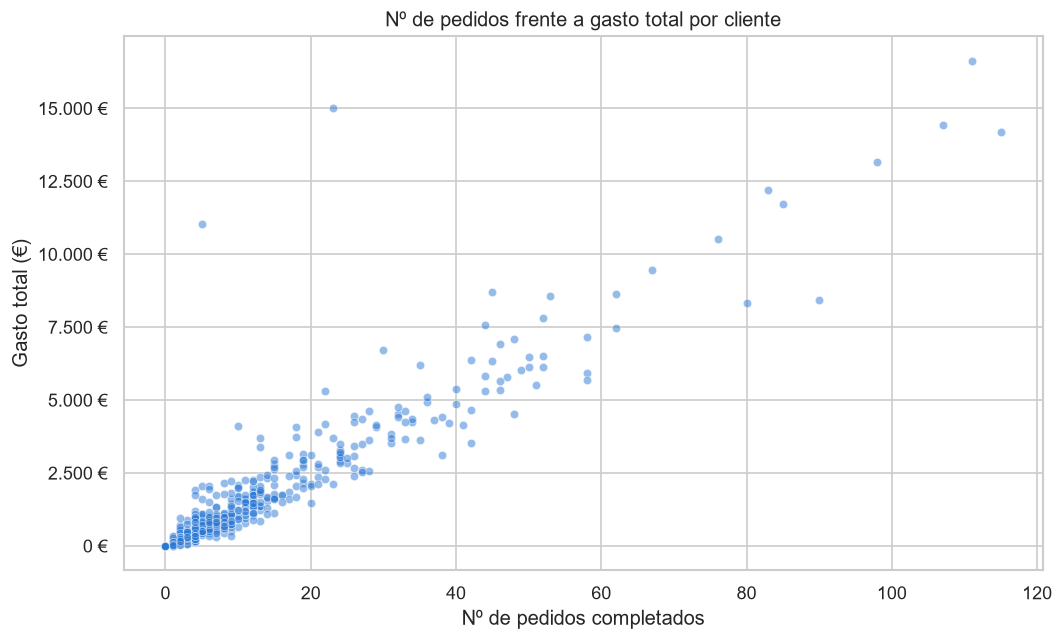 Nº de pedidos frente a gasto total por cliente
15.000 €
12.500 €
10.000 €
7.500 €
5.000 €
2.500 €
0 €
Gasto total (€)
0 20 40 60 80 100 120
Nº de pedidos completados